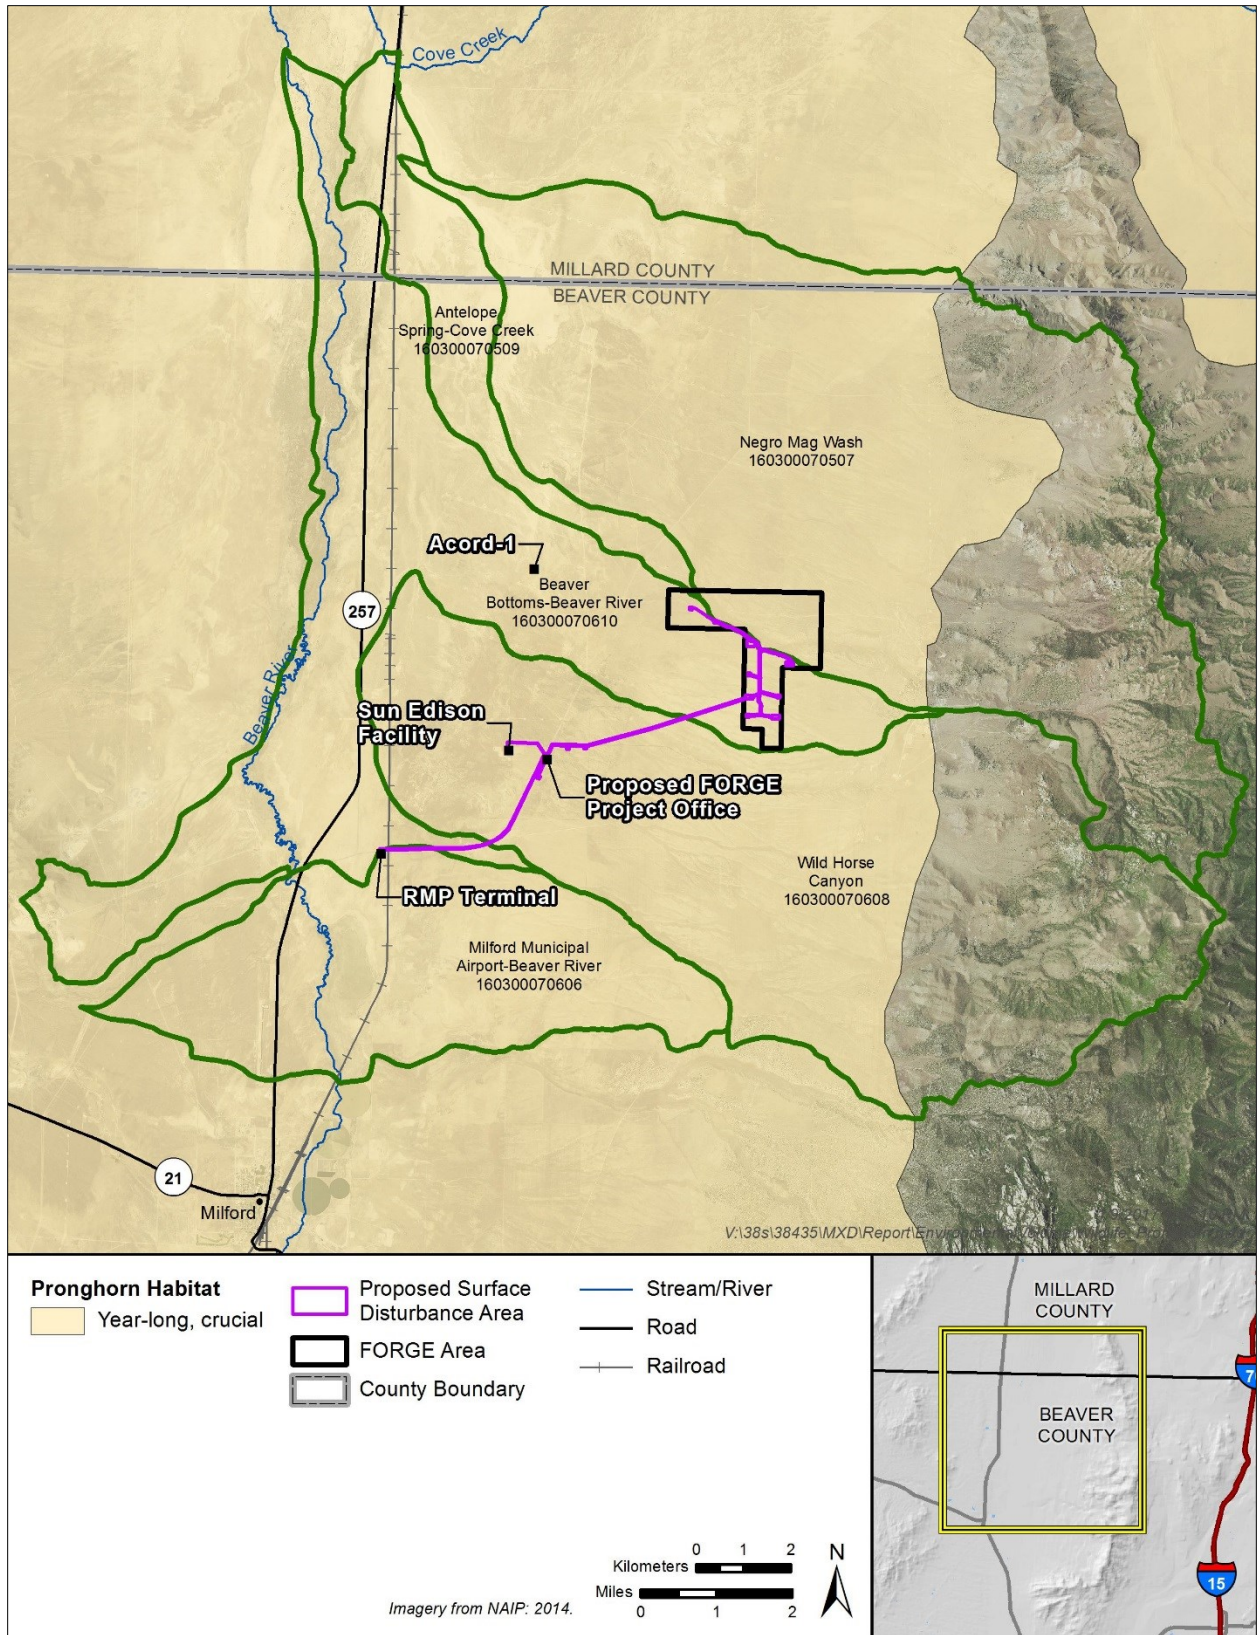 Cove Creek
MILLARD COUNTY
BEAVER COUNTY
Antelope
Spring-Cove Creek
160300070509
Negro Mag Wash
160300070507
Acord-1
Beaver
Bottoms-Beaver River
160300070610
257
Beaver River
Sun Edison
Facility
Proposed FORGE
Project Office
RMP Terminal
Wild Horse
Canyon
160300070608
Milford Municipal
Airport-Beaver River
160300070606
21
Milford
V:\38s\38435\MXD\Report\
Pronghorn Habitat
Year-long, crucial
Proposed Surface
Disturbance Area
FORGE Area
County Boundary
Stream/River
Road
Railroad
Imagery from NAIP: 2014.
0 1 2
Kilometers
Miles
0 1 2
N
MILLARD
COUNTY
BEAVER
COUNTY
15